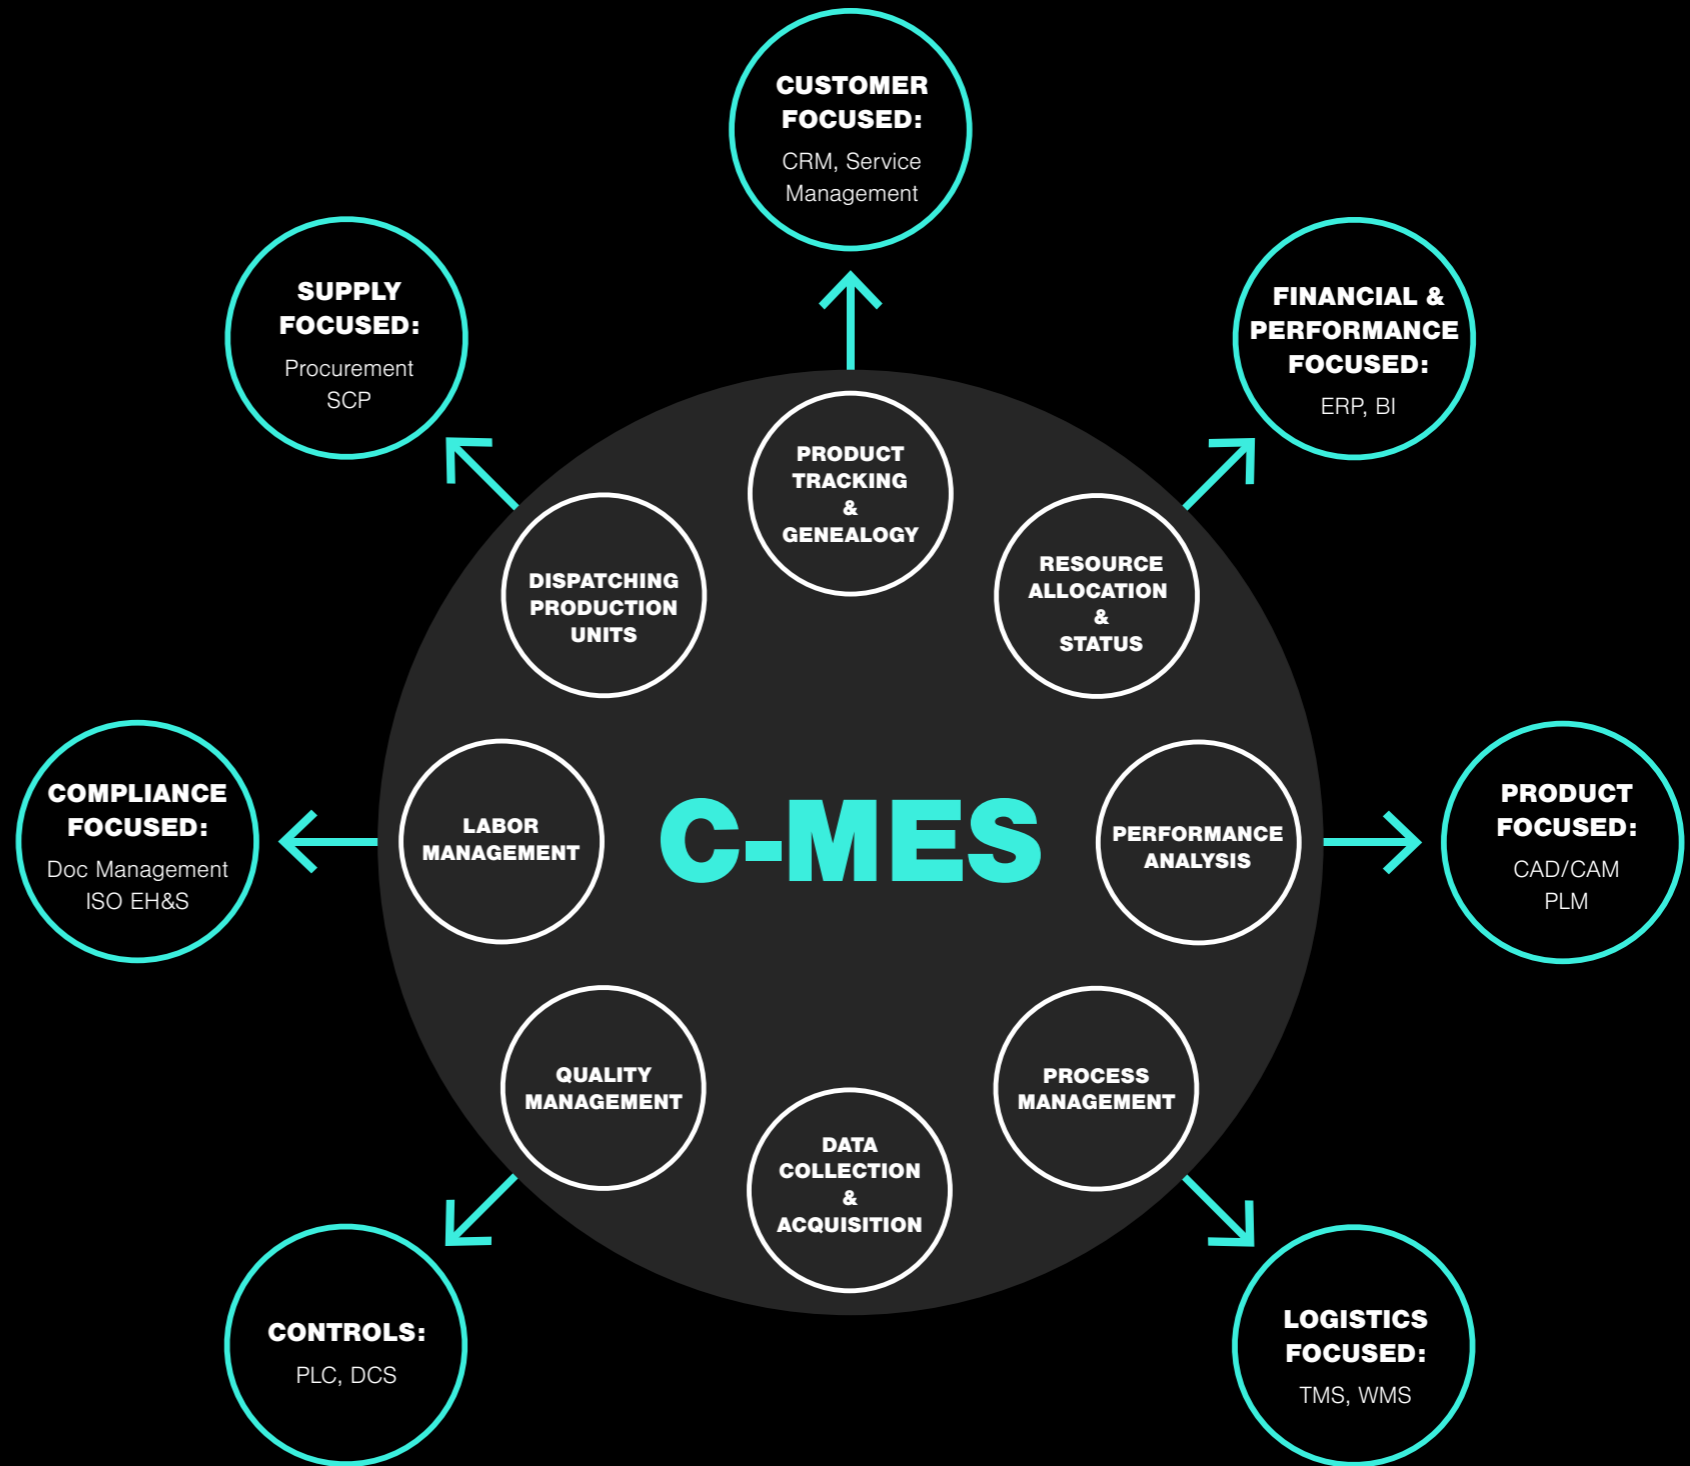 CUSTOMER
FOCUSED:
CRM, Service
Management
SUPPLY
FOCUSED:
Procurement
SCP
FINANCIAL &
PERFORMANCE
FOCUSED:
ERP, BI
PRODUCT
TRACKING
&
GENEALOGY
DISPATCHING
PRODUCTION
UNITS
RESOURCE
ALLOCATION
&
STATUS
COMPLIANCE
FOCUSED:
Doc Management
ISO EH&S
LABOR
MANAGEMENT
C-MES
PERFORMANCE
ANALYSIS
PRODUCT
FOCUSED:
CAD/CAM
PLM
QUALITY
MANAGEMENT
PROCESS
MANAGEMENT
DATA
COLLECTION
&
ACQUISITION
CONTROLS:
PLC, DCS
LOGISTICS
FOCUSED:
TMS, WMS